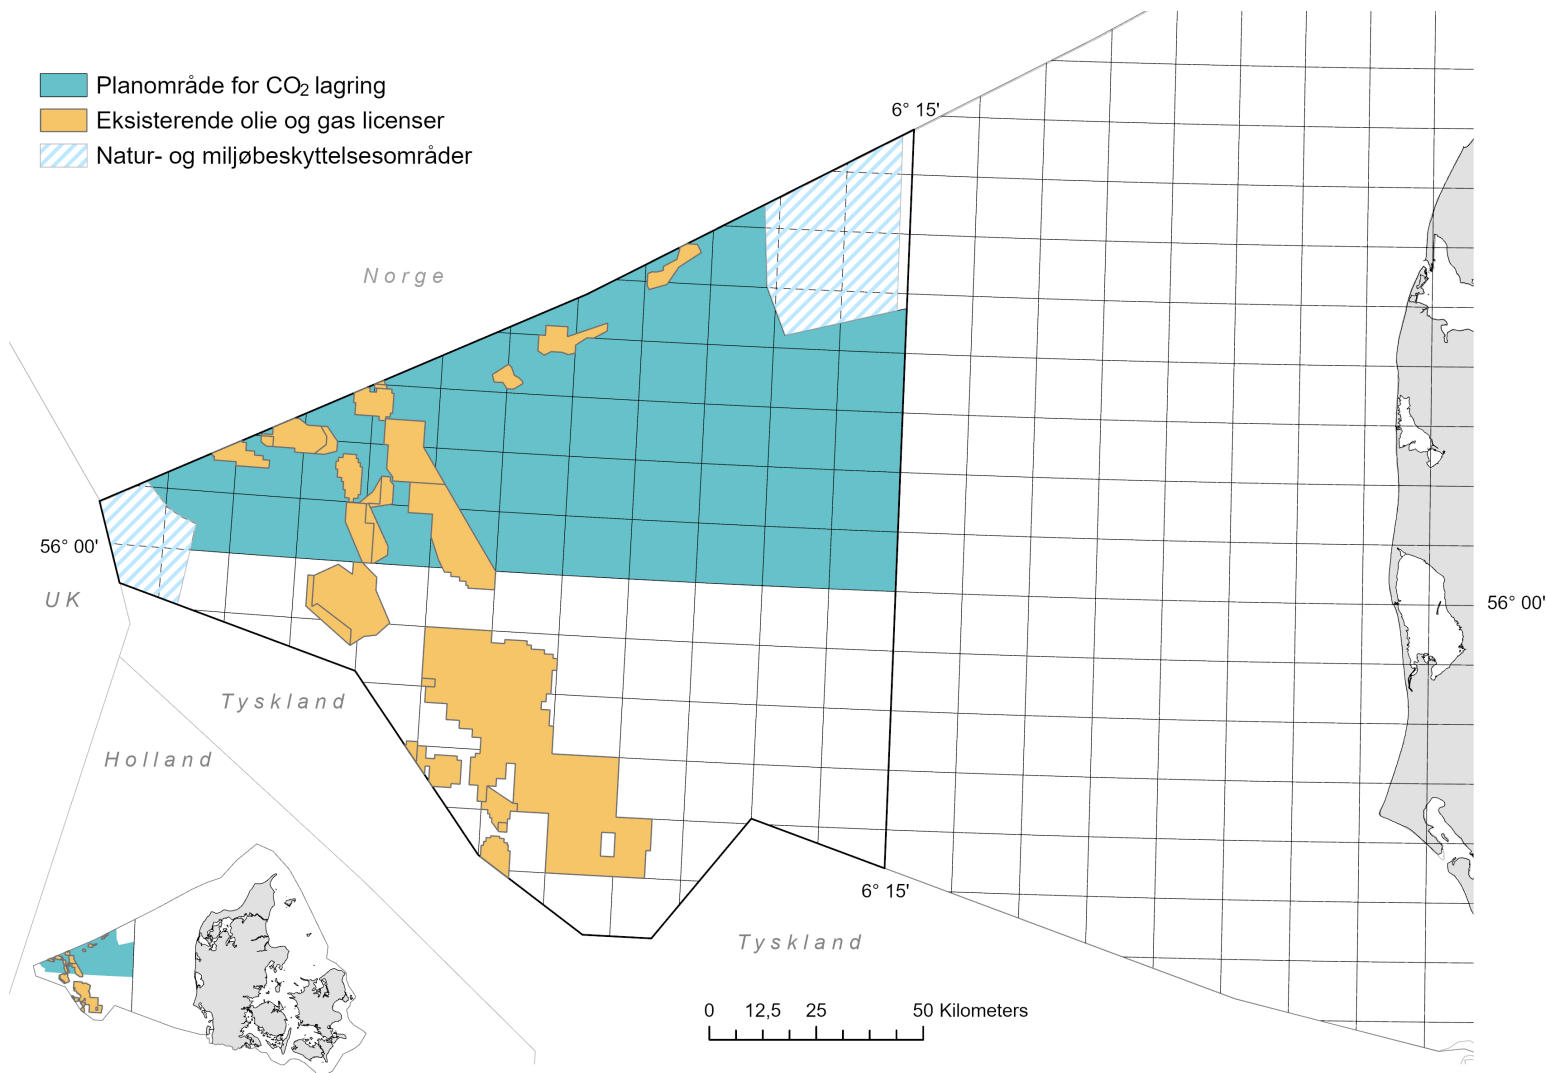 Planområde for CO2 lagring
Eksisterende olie og gas licenser
Natur- og miljøbeskyttelsesområder
6° 15'
Norge
56° 00'
UK
56° 00'
Tyskland
Holland
6° 15'
Tyskland
0 12,5 25 50 Kilometers